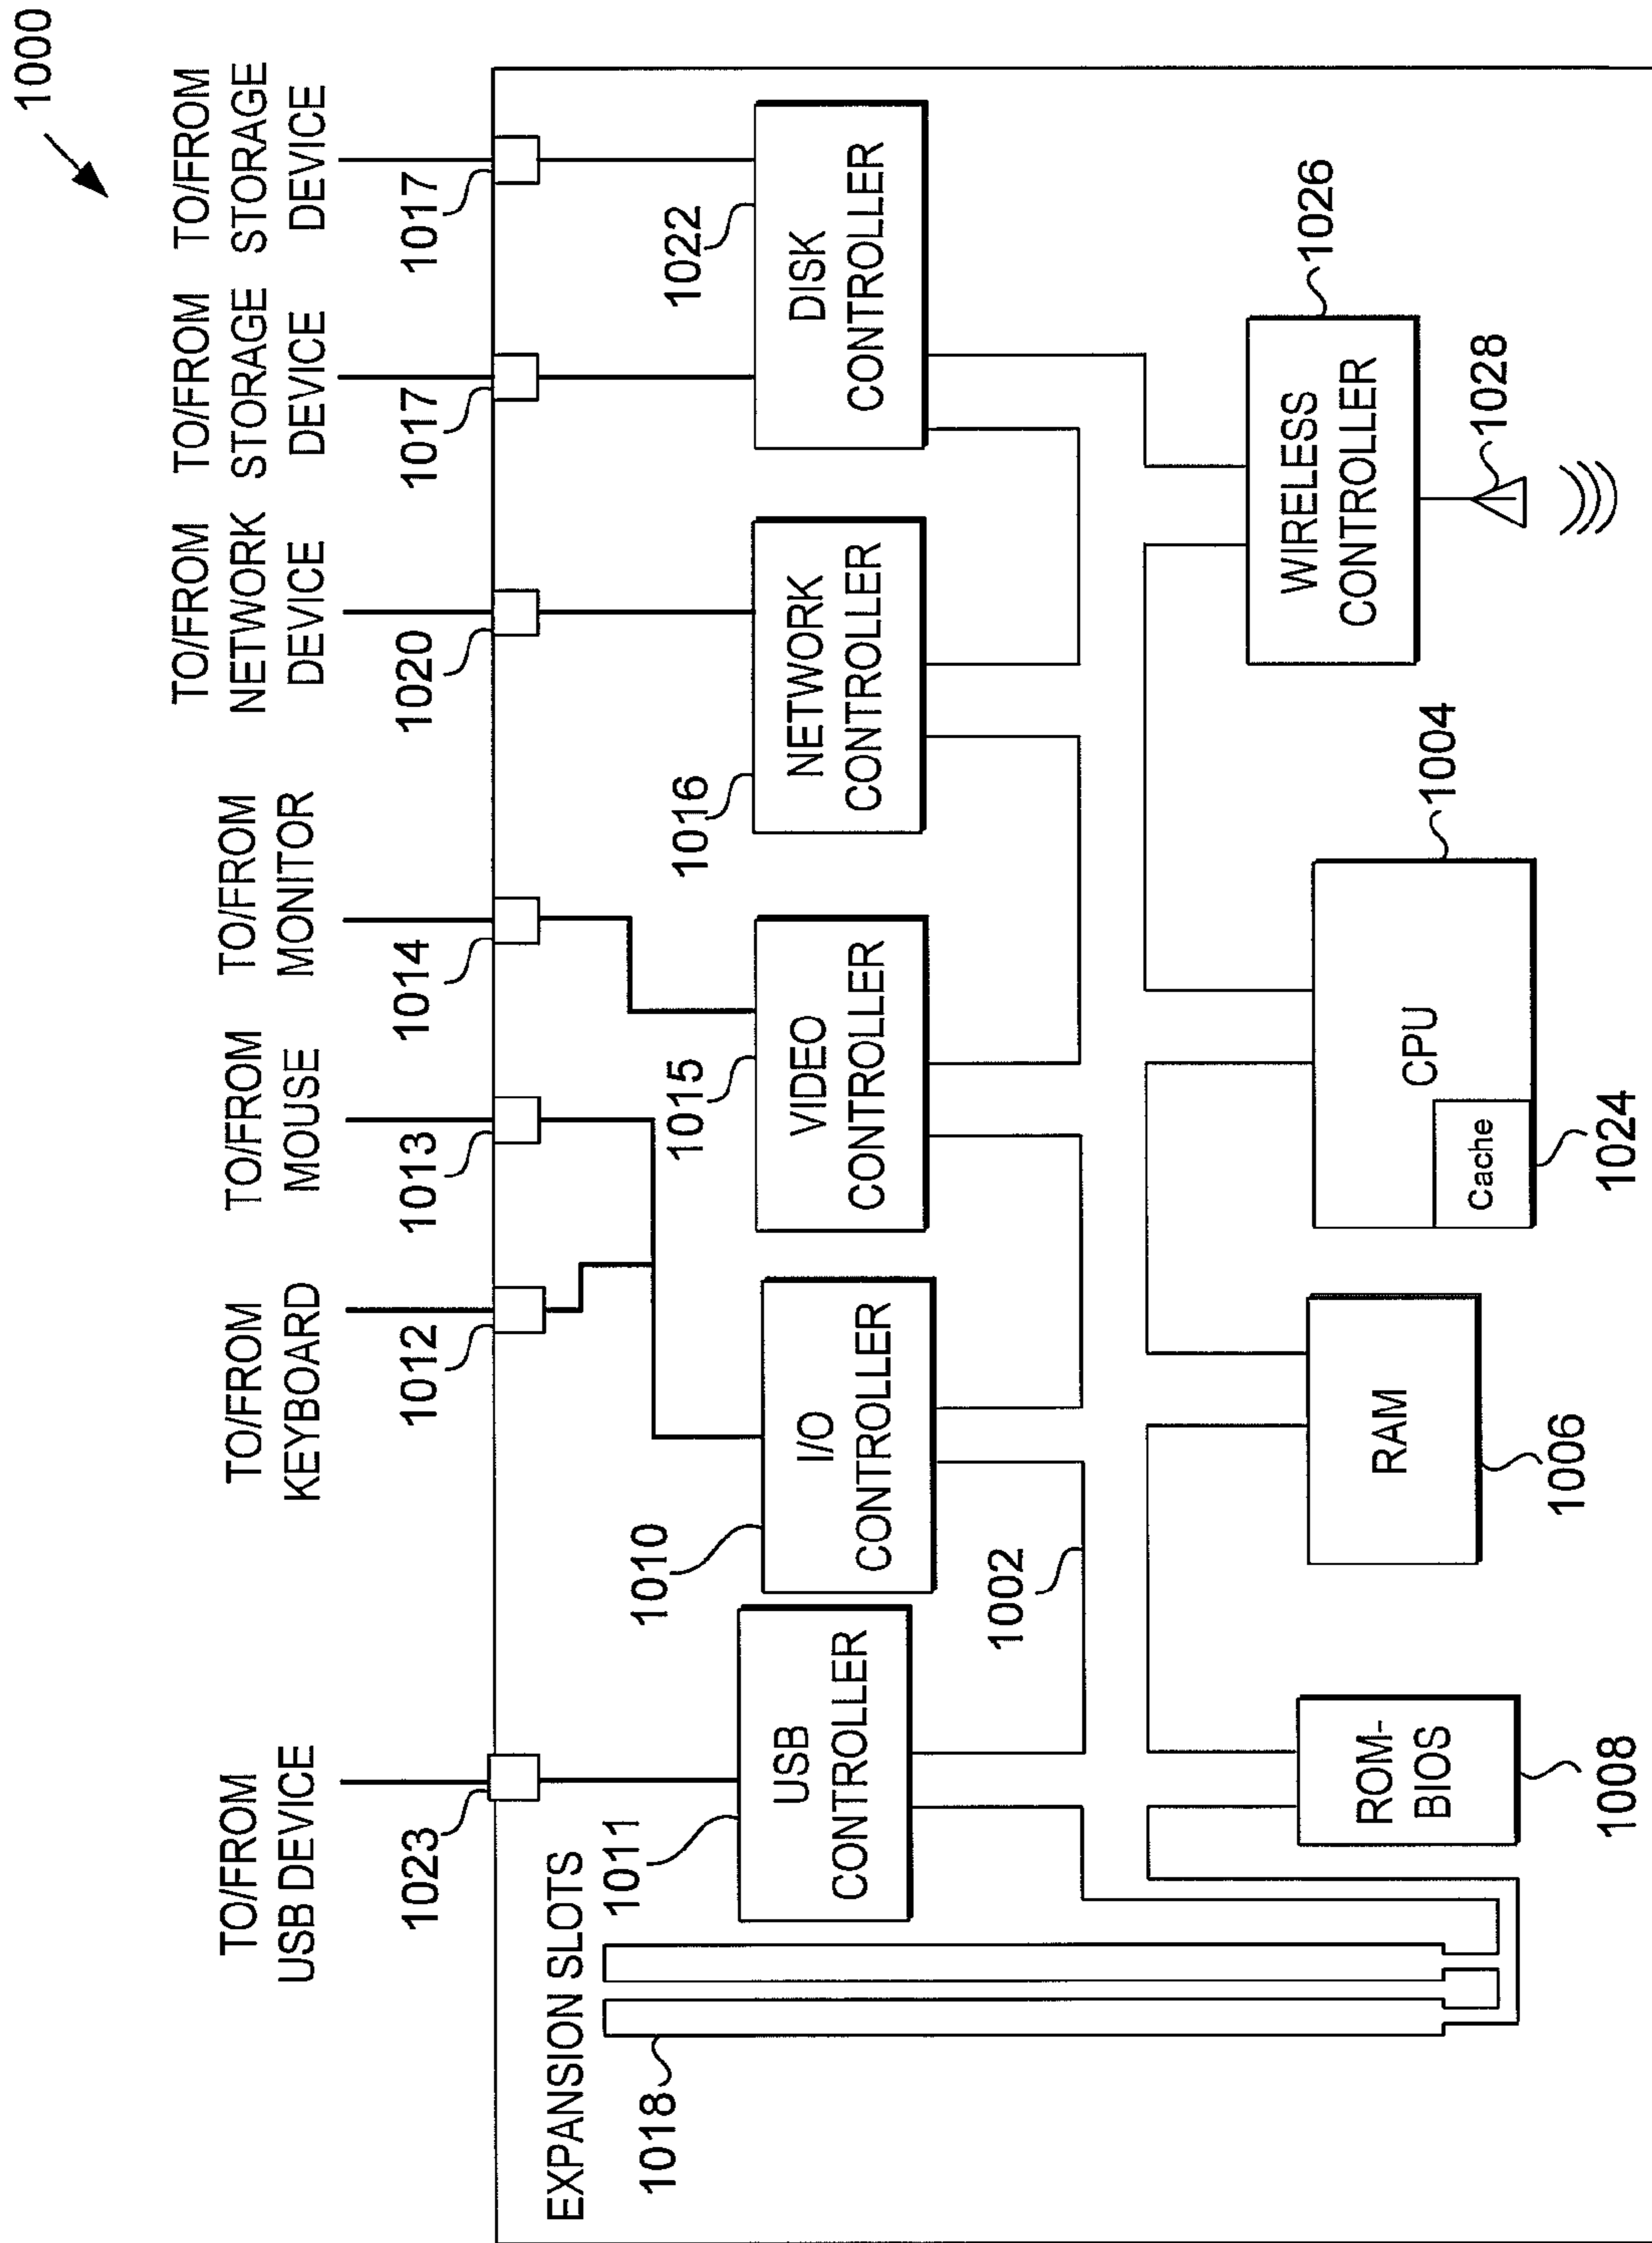 1000
TO/FROM
USB DEVICE
TO/FROM
KEYBOARD
TO/FROM
MOUSE
TO/FROM
MONITOR
TO/FROM
NETWORK
DEVICE
TO/FROM
STORAGE
DEVICE
TO/FROM
STORAGE
DEVICE
1023
1012
1013
1014
1020
1017
1017
EXPANSION SLOTS
1018
1011
USB
CONTROLLER
1010
I/O
CONTROLLER
1015
VIDEO
CONTROLLER
1016
NETWORK
CONTROLLER
1022
DISK
CONTROLLER
1002
ROM-
BIOS
1008
RAM
1006
CPU
Cache
1024
1004
WIRELESS
CONTROLLER
1026
1028